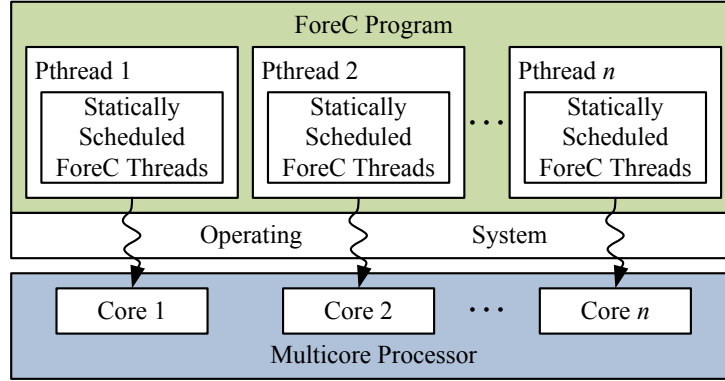 ForeC Program
Pthread 1
Statically
Scheduled
ForeC Threads
Pthread 2
Statically
Scheduled
ForeC Threads
...
Pthread n
Statically
Scheduled
ForeC Threads
Operating System
Core 1
Core 2
...
Core n
Multicore Processor